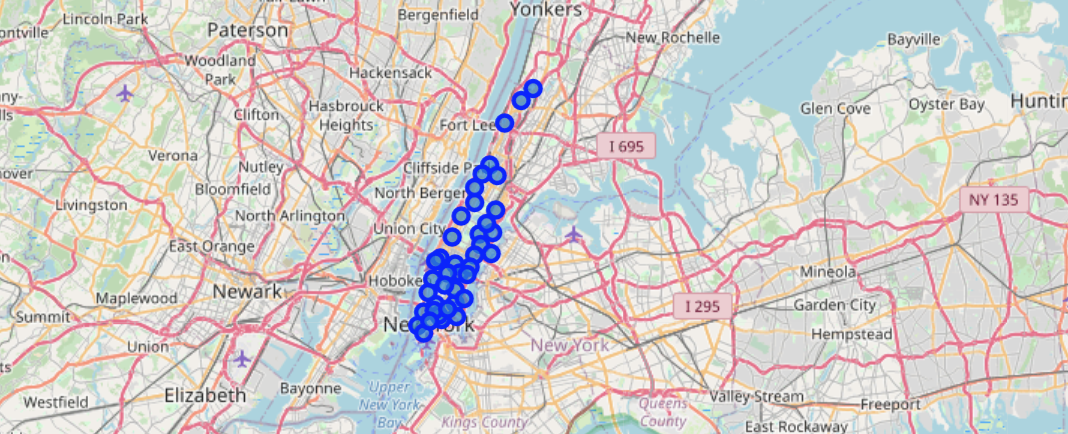 Lincoln Park
Bergenfield
Yonkers
Paterson
New Rochelle
Bayville
Woodland
Park
Hackensack
Hasbrouck
Heights
Glen Cove
Oyster Bay
Clifton
Fort Lee
I 695
Verona
Nutley
Cliffside P
Bloomfield
North Berge
NY 135
Livingston
North Arlington
Union City
East Orange
Mineola
Newark
Hoboke
Maplewood
I 295
Garden City
Summit
New York
Hempstead
Union
New York
Elizabeth
Bayonne
Upper
New York
Bay
Valley Stream
Westfield
Kings County
Queens
County
Freeport
East Rockaway